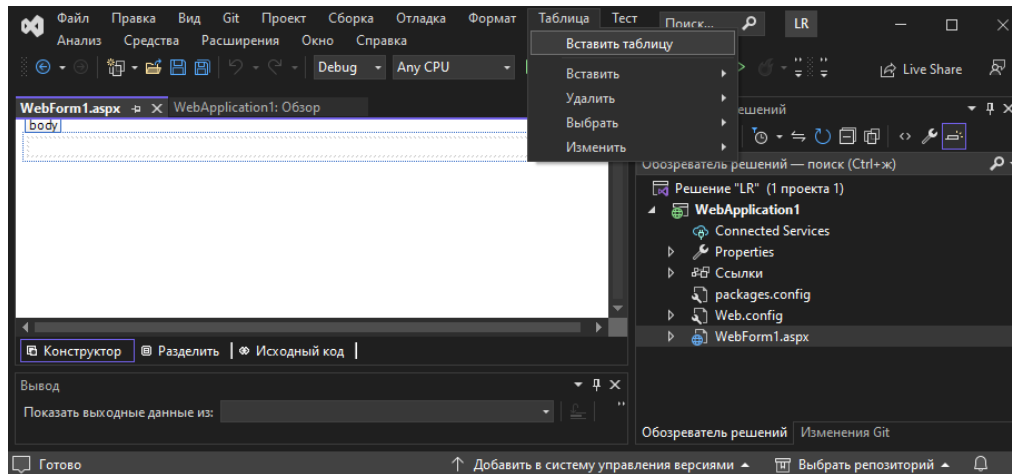 Файл Правка Вид Git Проект Сборка Отладка Формат Таблица Тест Поиск... LR
Анализ Средства Расширения Окно Справка
Вставить таблицу
Debug Any CPU Live Share
Вставить
Удалить
Выбрать
Изменить
WebForm1.aspx WebApplication1: Обзор
body
Обозреватель решений — поиск (Ctrl+ж)
Решение "LR" (1 проекта 1)
WebApplication1
Connected Services
Properties
Ссылки
packages.config
Web.config
WebForm1.aspx
Конструктор Разделить Исходный код
Вывод
Показать выходные данные из:
Обозреватель решений Изменения Git
Готово Добавить в систему управления версиями Выбрать репозиторий